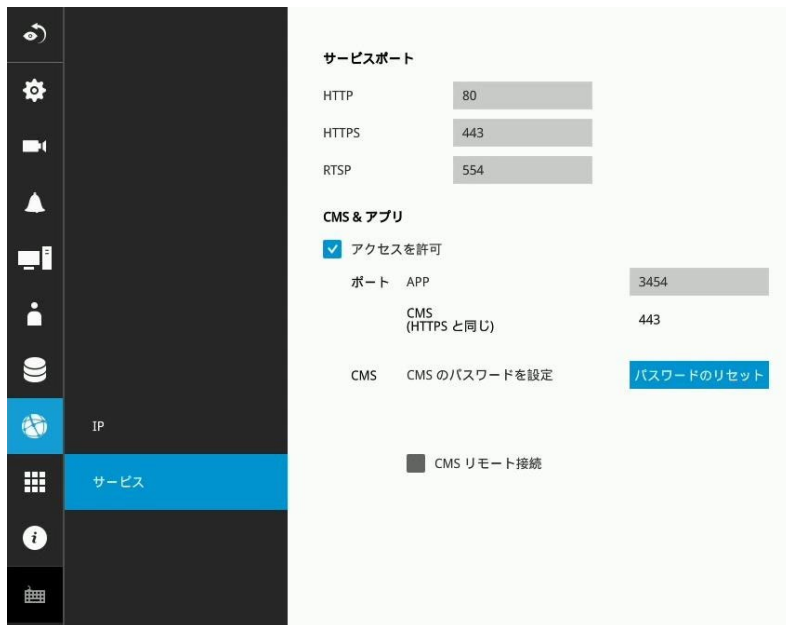 サービスポート
HTTP 80
HTTPS 443
RTSP 554
CMS & アプリ
アクセスを許可
ポート APP 3454
CMS
(HTTPS と同じ) 443
CMS CMS のパスワードを設定 パスワードのリセット
IP
CMS リモート接続
サービス